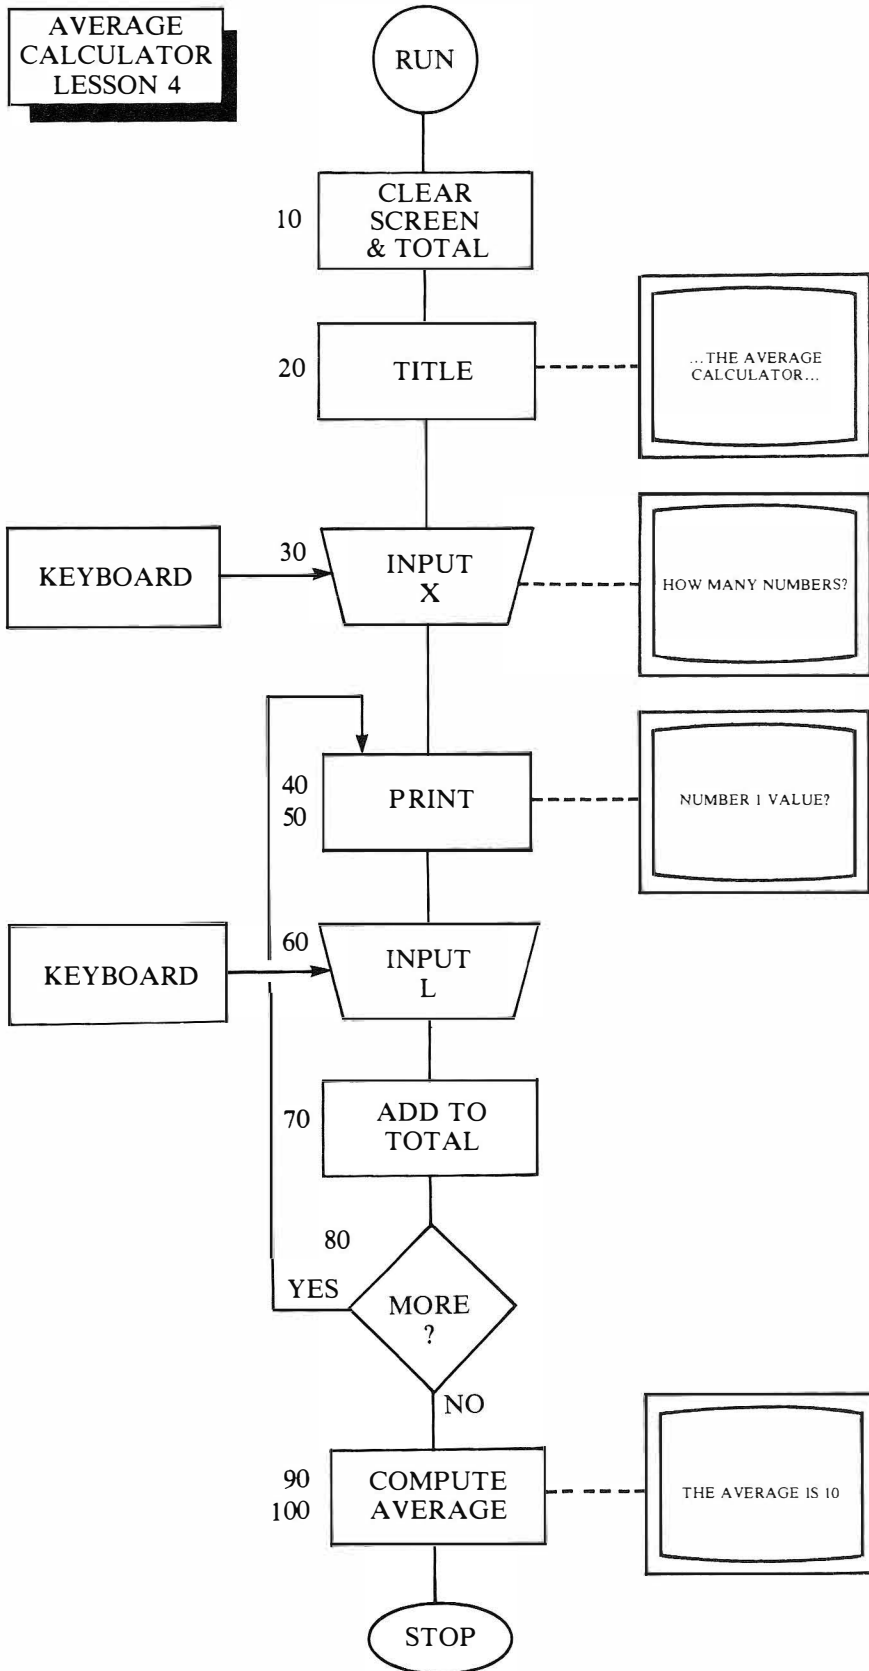 AVERAGE
CALCULATOR
LESSON 4
RUN
10
CLEAR
SCREEN
& TOTAL
20
TITLE
...THE AVERAGE
CALCULATOR...
KEYBOARD
30
INPUT
X
HOW MANY NUMBERS?
40
50
PRINT
NUMBER 1 VALUE?
KEYBOARD
60
INPUT
L
70
ADD TO
TOTAL
80
YES
MORE
?
NO
90
100
COMPUTE
AVERAGE
THE AVERAGE IS 10
STOP